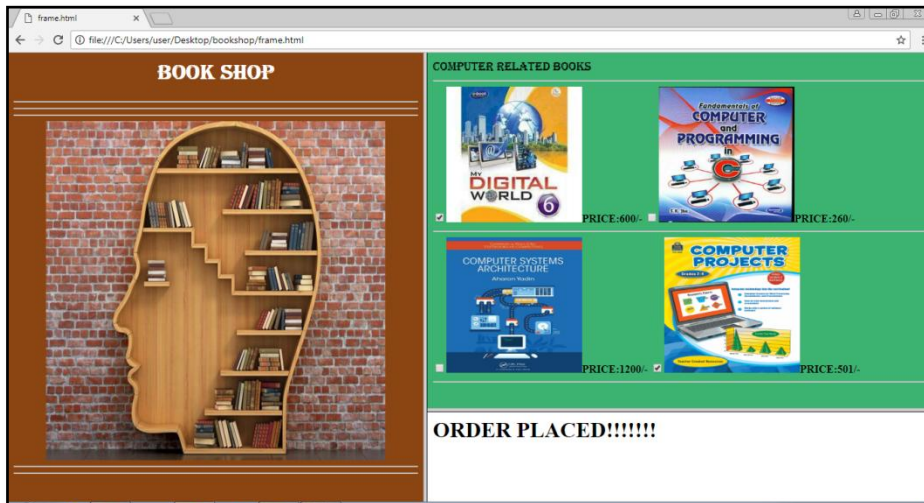 frame.html
file:///C:/Users/user/Desktop/bookshop/frame.html
BOOK SHOP
COMPUTER RELATED BOOKS
MY
DIGITAL
WORLD
6
PRICE:600/-
Fundamentals of
COMPUTER
and
PROGRAMMING
in
C
PRICE:260/-
COMPUTER SYSTEMS
ARCHITECTURE
Aharon Yadin
PRICE:1200/-
COMPUTER
PROJECTS
PRICE:501/-
ORDER PLACED!!!!!!!